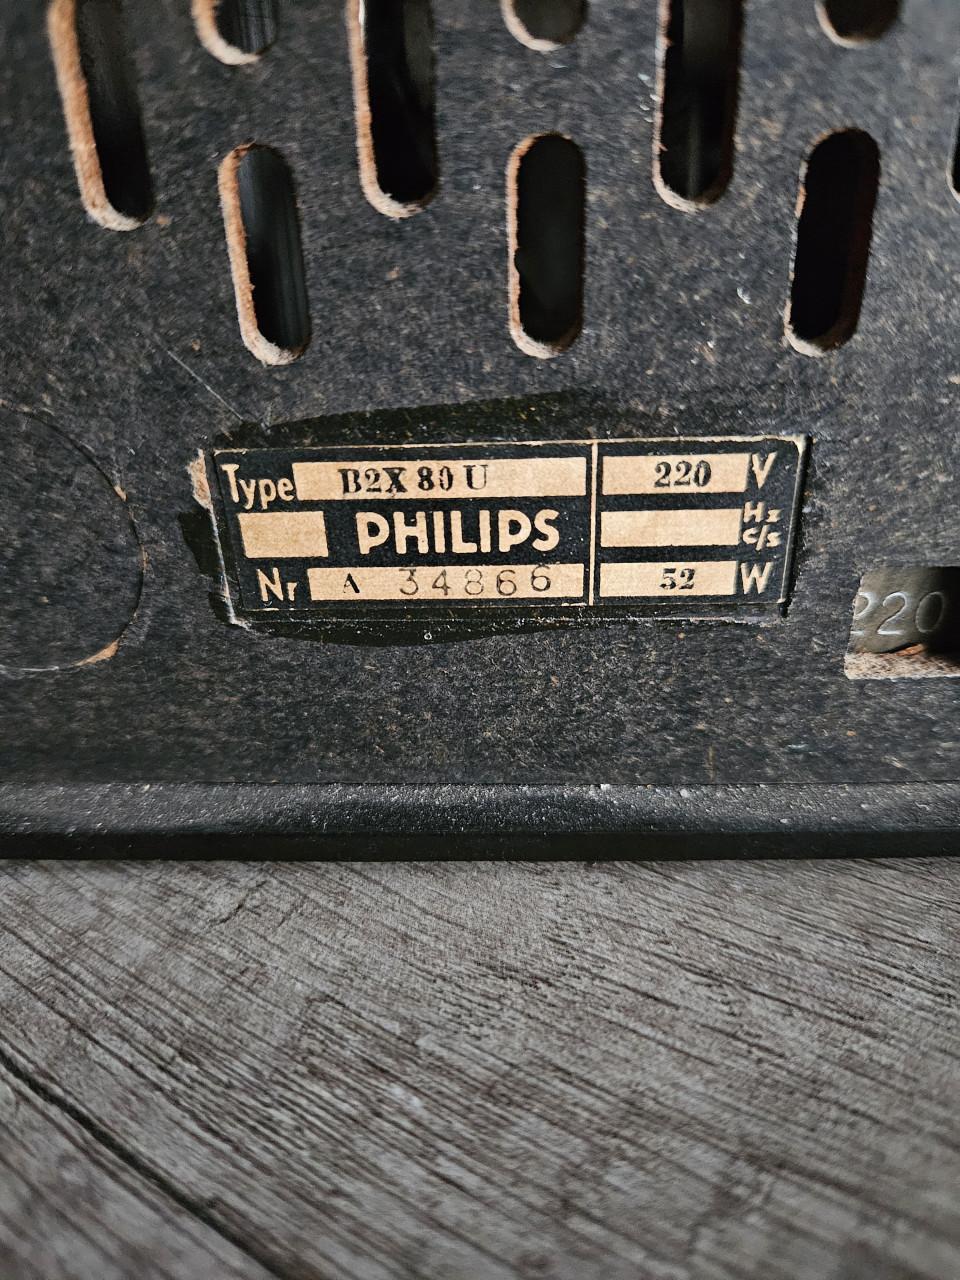 Type B2X 80 U 220 V
PHILIPS Hz c/s
Nr A 34866 52 W
220